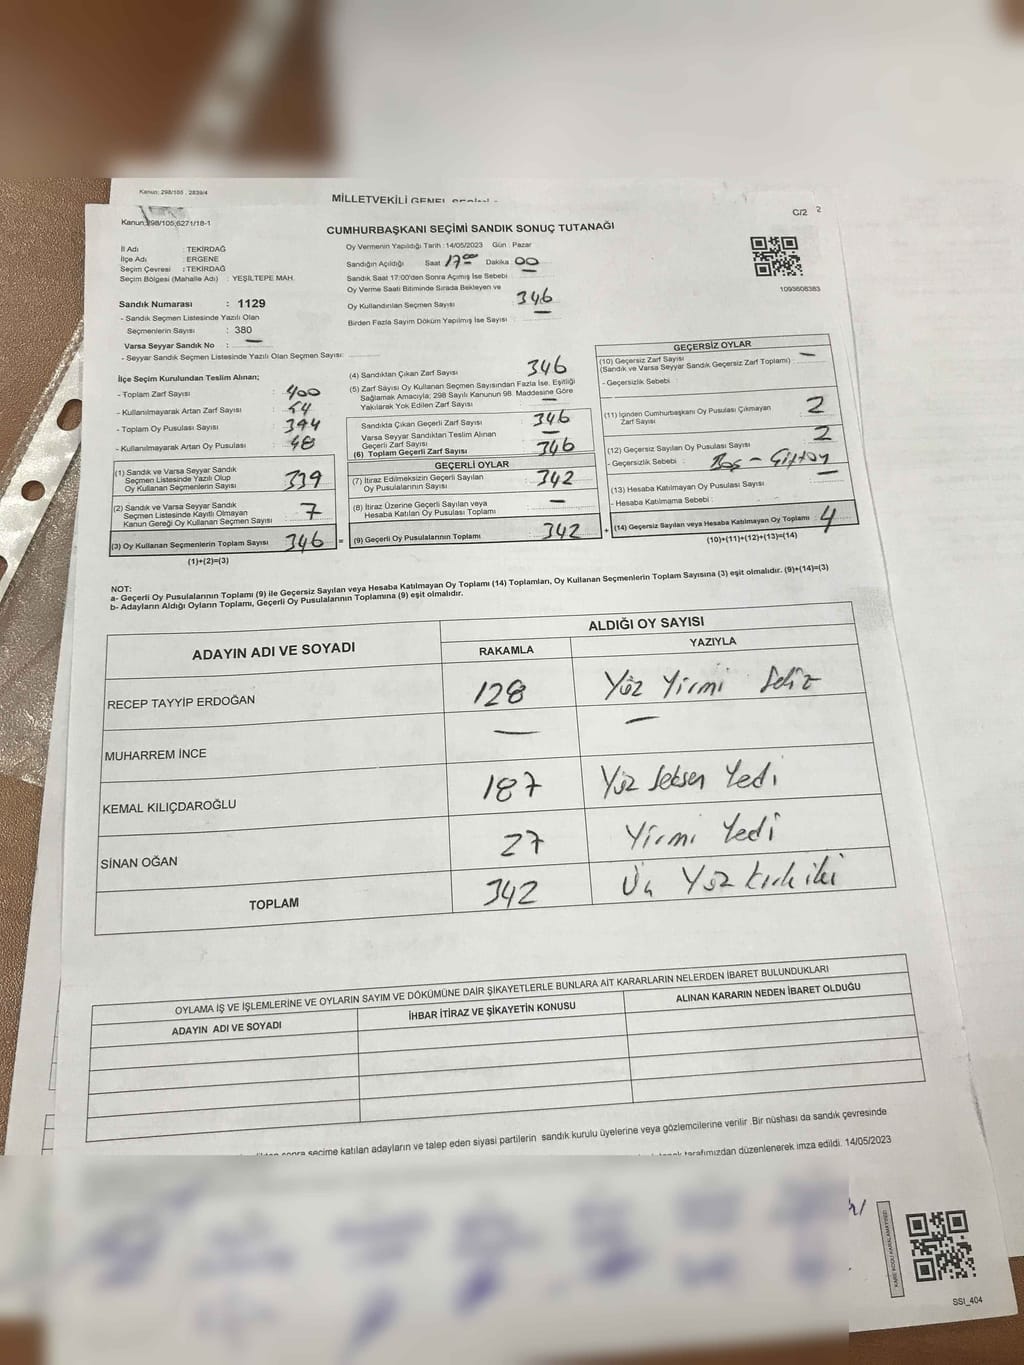 Kanun: 298/105 , 2839/4
MİLLETVEKİLİ GENEL
C/2 2
Kanun:298/105,6271/18-1
CUMHURBAŞKANI SEÇİMİ SANDIK SONUÇ TUTANAĞI
İl Adı : TEKİRDAĞ
İlçe Adı : ERGENE
Seçim Çevresi : TEKİRDAĞ
Seçim Bölgesi (Mahalle Adı) : YEŞİLTEPE MAH.
Sandık Numarası : 1129
- Sandık Seçmen Listesinde Yazılı Olan
Seçmenlerin Sayısı : 380
Varsa Seyyar Sandık No : —
- Seyyar Sandık Seçmen Listesinde Yazılı Olan Seçmen Sayısı:
Oy Vermenin Yapıldığı Tarih : 14/05/2023 Gün : Pazar
Sandığın Açıldığı Saat 17:00 Dakika 00
Sandık Saat 17:00'den Sonra Açımış İse Sebebi
Oy Verme Saati Bitiminde Sırada Bekleyen ve
Oy Kullandırılan Seçmen Sayısı : 346
Birden Fazla Sayım Döküm Yapılmış İse Sayısı : —
1093608383
İlçe Seçim Kurulundan Teslim Alınan;
- Toplam Zarf Sayısı : 400
- Kullanılmayarak Artan Zarf Sayısı : 54
- Toplam Oy Pusulası Sayısı : 394
- Kullanılmayarak Artan Oy Pusulası : 48
(1) Sandık ve Varsa Seyyar Sandık
Seçmen Listesinde Yazılı Olup
Oy Kullanan Seçmenlerin Sayısı : 339
(2) Sandık ve Varsa Seyyar Sandık
Seçmen Listesinde Kayıtlı Olmayan
Kanun Gereği Oy Kullanan Seçmen Sayısı : 7
(3) Oy Kullanan Seçmenlerin Toplam Sayısı : 346 =
(1)+(2)=(3)
(4) Sandıktan Çıkan Zarf Sayısı : 346
(5) Zarf Sayısı Oy Kullanan Seçmen Sayısından Fazla İse, Eşitliği
Sağlamak Amacıyla; 298 Sayılı Kanunun 98. Maddesine Göre
Yakılarak Yok Edilen Zarf Sayısı : —
Sandıkta Çıkan Geçerli Zarf Sayısı : 346
Varsa Seyyar Sandıktan Teslim Alınan
Geçerli Zarf Sayısı : —
(6) Toplam Geçerli Zarf Sayısı : 346
GEÇERLİ OYLAR
(7) İtiraz Edilmeksizin Geçerli Sayılan
Oy Pusulalarının Sayısı : 342
(8) İtiraz Üzerine Geçerli Sayılan veya
Hesaba Katılan Oy Pusulası Toplamı : —
(9) Geçerli Oy Pusulalarının Toplamı : 342 +
GEÇERSİZ OYLAR
(10) Geçersiz Zarf Sayısı
(Sandık ve Varsa Seyyar Sandık Geçersiz Zarf Toplamı) : —
- Geçersizlik Sebebi :
(11) İçinden Cumhurbaşkanı Oy Pusulası Çıkmayan
Zarf Sayısı : 2
(12) Geçersiz Sayılan Oy Pusulası Sayısı : 2
- Geçersizlik Sebebi : Boş -
(13) Hesaba Katılmayan Oy Pusulası Sayısı : —
- Hesaba Katılmama Sebebi :
(14) Geçersiz Sayılan veya Hesaba Katılmayan Oy Toplamı : 4
(10)+(11)+(12)+(13)=(14)
NOT:
a- Geçerli Oy Pusulalarının Toplamı (9) ile Geçersiz Sayılan veya Hesaba Katılmayan Oy Toplamı (14) Toplamları, Oy Kullanan Seçmenlerin Toplam Sayısına (3) eşit olmalıdır. (9)+(14)=(3)
b- Adayların Aldığı Oyların Toplamı, Geçerli Oy Pusulalarının Toplamına (9) eşit olmalıdır.
ADAYIN ADI VE SOYADI
ALDIĞI OY SAYISI
RAKAMLA YAZIYLA
RECEP TAYYİP ERDOĞAN 128 Yüz Yirmi Sekiz
MUHARREM İNCE — —
KEMAL KILIÇDAROĞLU 187 Yüz Seksen Yedi
SİNAN OĞAN 27 Yirmi Yedi
TOPLAM 342 Üç Yüz kırk iki
OYLAMA İŞ VE İŞLEMLERİNE VE OYLARIN SAYIM VE DÖKÜMÜNE DAİR ŞİKAYETLERLE BUNLARA AİT KARARLARIN NELERDEN İBARET BULUNDUKLARI
ADAYIN ADI VE SOYADI İHBAR İTİRAZ VE ŞİKAYETİN KONUSU ALINAN KARARIN NEDEN İBARET OLDUĞU
sonra seçime katılan adayların ve talep eden siyasi partilerin sandık kurulu üyelerine veya gözlemcilerine verilir .Bir nüshası da sandık çevresinde
tarafımızdan düzenlenerek imza edildi. 14/05/2023
KARE KODU KARALAMAYINIZ
SSI_404